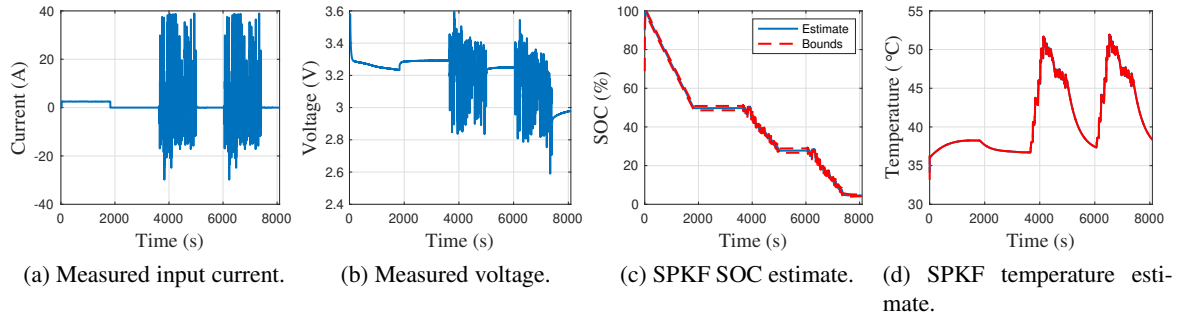 40
20
0
-20
-40
0 2000 4000 6000 8000
Current (A)
Time (s)
(a) Measured input current.
3.6
3.4
3.2
3
2.8
2.6
2.4
0 2000 4000 6000 8000
Voltage (V)
Time (s)
(b) Measured voltage.
100
80
60
40
20
0
0 2000 4000 6000 8000
SOC (%)
Time (s)
Estimate
Bounds
(c) SPKF SOC estimate.
55
50
45
40
35
30
0 2000 4000 6000 8000
Temperature (°C)
Time (s)
(d) SPKF temperature esti-
mate.